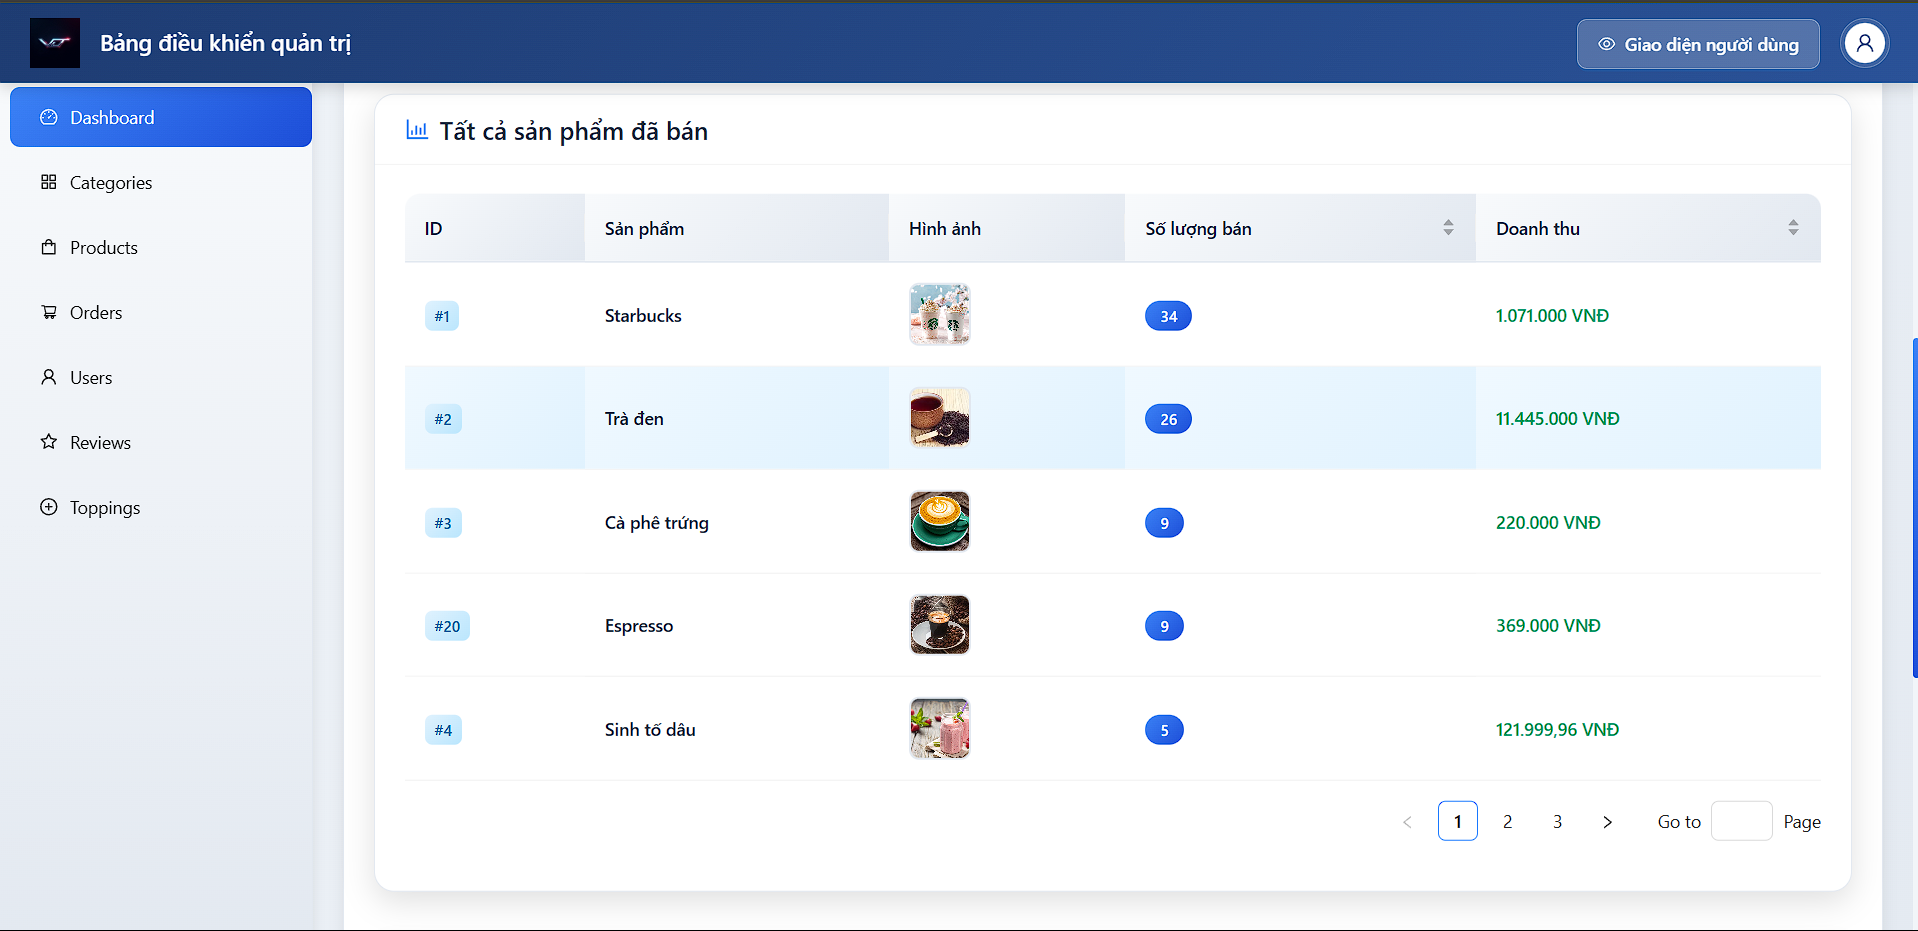 Bảng điều khiển quản trị
Giao diện người dùng
Dashboard
Categories
Products
Orders
Users
Reviews
Toppings
Tất cả sản phẩm đã bán
ID Sản phẩm Hình ảnh Số lượng bán Doanh thu
#1 Starbucks 34 1.071.000 VNĐ
#2 Trà đen 26 11.445.000 VNĐ
#3 Cà phê trứng 9 220.000 VNĐ
#20 Espresso 9 369.000 VNĐ
#4 Sinh tố dâu 5 121.999,96 VNĐ
< 1 2 3 > Go to Page